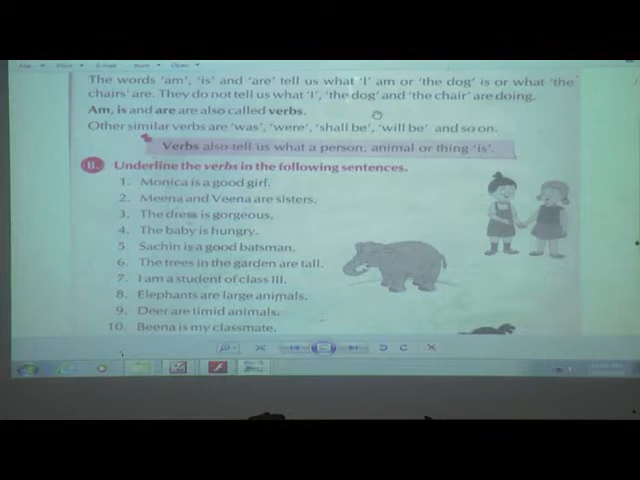 The words 'am', 'is' and 'are' tell us what 'I' am or 'the dog' is or what 'the
chairs' are. They do not tell us what 'I', 'the dog' and 'the chair' are doing.
Am, is and are are also called verbs.
Other similar verbs are 'was', 'were', 'shall be', 'will be' and so on.
Verbs also tell us what a person, animal or thing 'is'.
B. Underline the verbs in the following sentences.
1. Monica is a good girl.
2. Meena and Veena are sisters.
3. The dress is gorgeous.
4. The baby is hungry.
5. Sachin is a good batsman.
6. The trees in the garden are tall.
7. I am a student of class III.
8. Elephants are large animals.
9. Deer are timid animals.
10. Beena is my classmate.